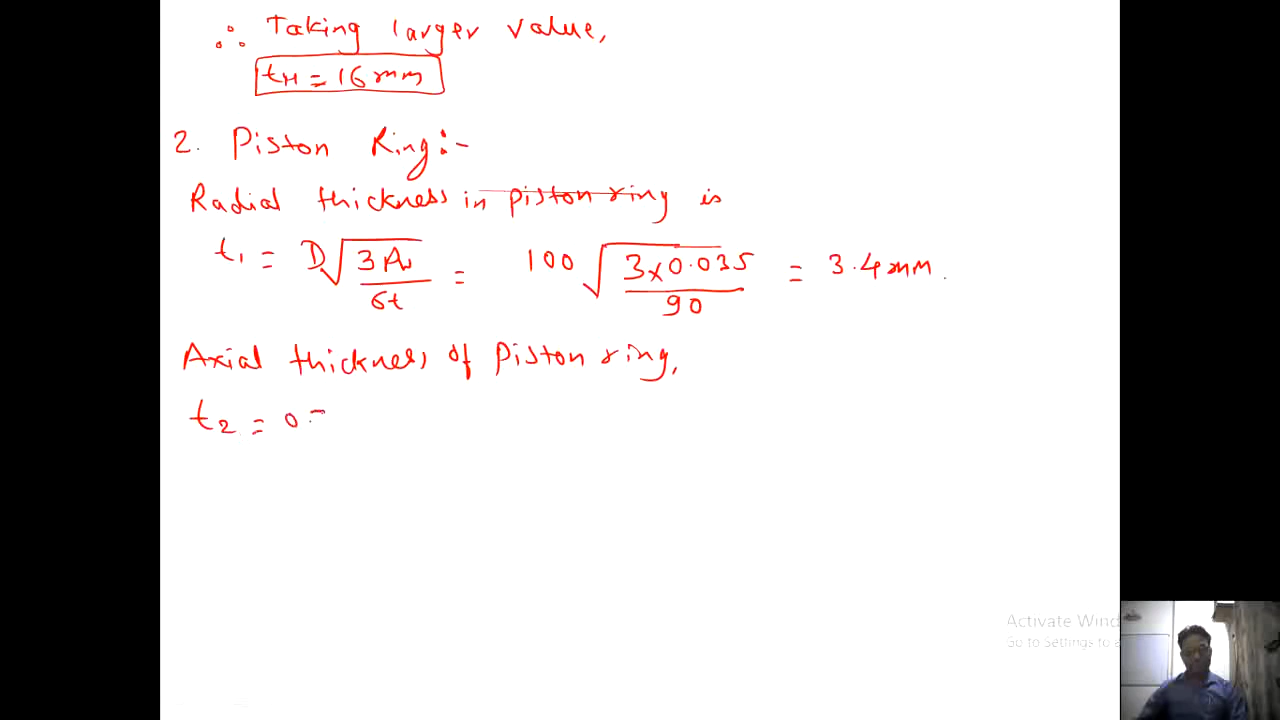 ∴ Taking larger value,
tH = 16 mm
2. Piston Ring:-
Radial thickness in piston ring is
t1 = D√(3Pw/σt) = 100 √(3×0.035/90) = 3.4 mm.
Axial thickness of piston ring,
t2 = 0.
Activate Wind
Go to Settings to a